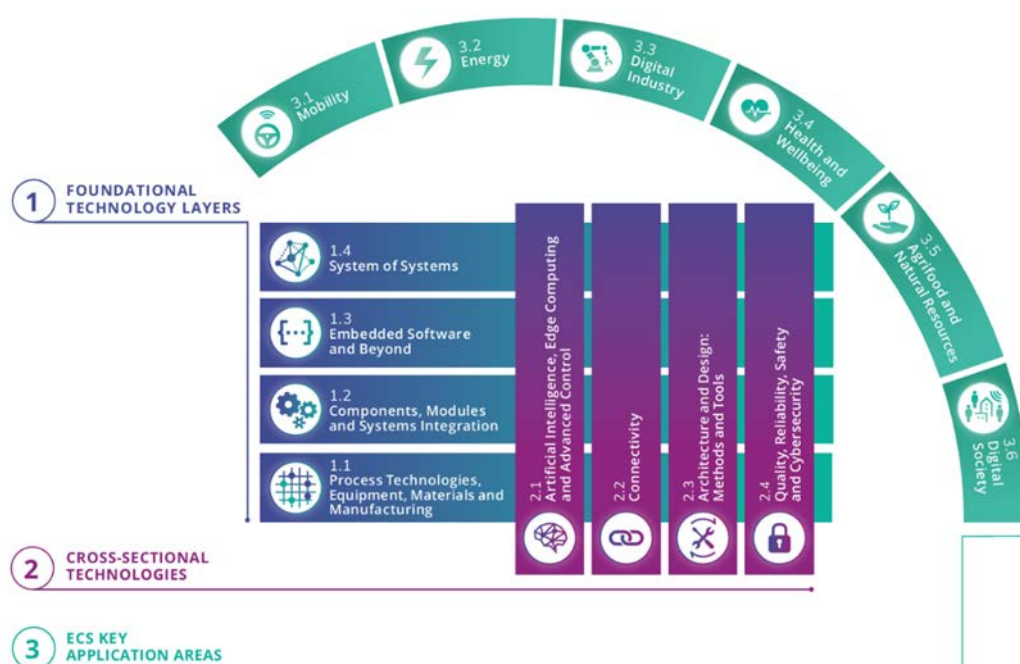 3.1
Mobility
3.2
Energy
3.3
Digital
Industry
3.4
Health and
Wellbeing
3.5
Agrifood and
Natural Resources
3.6
Digital
Society
1
FOUNDATIONAL
TECHNOLOGY LAYERS
1.4
System of Systems
1.3
Embedded Software
and Beyond
1.2
Components, Modules
and Systems Integration
1.1
Process Technologies,
Equipment, Materials and
Manufacturing
2.1
Artificial Intelligence, Edge Computing
and Advanced Control
2.2
Connectivity
2.3
Architecture and Design:
Methods and Tools
2.4
Quality, Reliability, Safety
and Cybersecurity
2
CROSS-SECTIONAL
TECHNOLOGIES
3
ECS KEY
APPLICATION AREAS